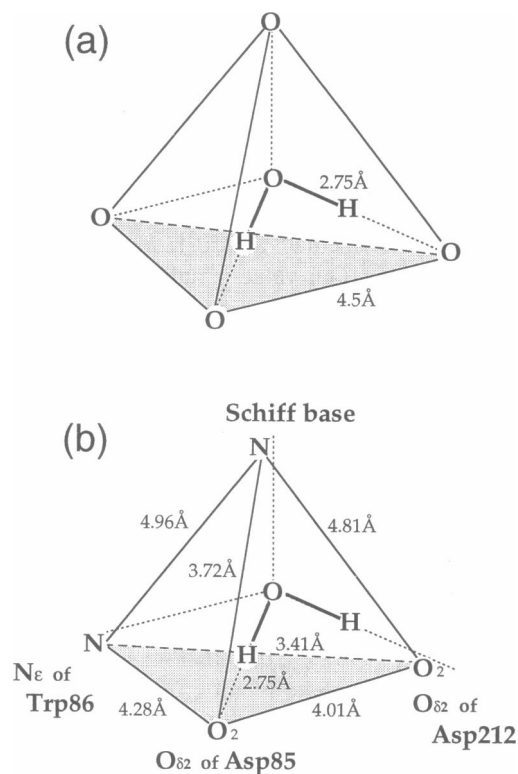 (a)
O
O
2.75Å
H
O
H
O
O
4.5Å
(b)
Schiff base
N
4.96Å
4.81Å
3.72Å
O
H
N
H
3.41Å
O2
2.75Å
Nε of
Trp86
4.28Å
4.01Å
Oδ2 of
Asp212
O2
Oδ2 of Asp85